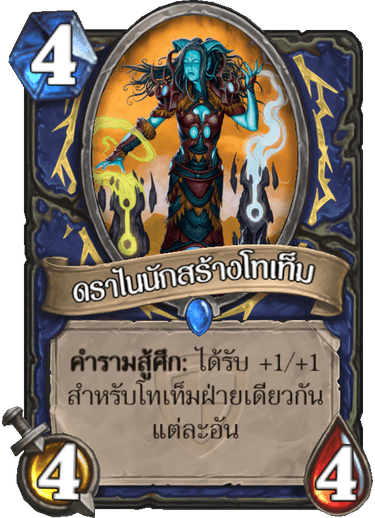 4
ดราไนนักสร้างโทเท็ม
คำรามสู้ศึก: ได้รับ +1/+1
สำหรับโทเท็มฝ่ายเดียวกัน
แต่ละอัน
4
4